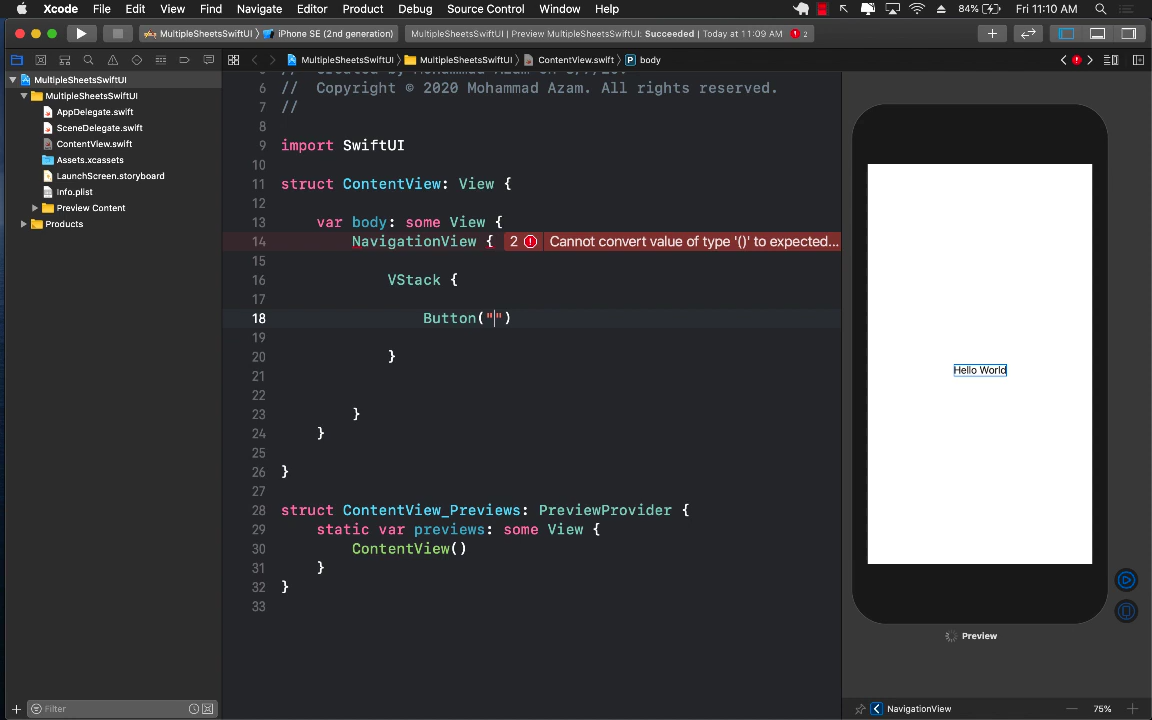 Xcode File Edit View Find Navigate Editor Product Debug Source Control Window Help 84% Fri 11:10 AM
MultipleSheetsSwiftUI 〉 iPhone SE (2nd generation) MultipleSheetsSwiftUI | Preview MultipleSheetsSwiftUI: Succeeded | Today at 11:09 AM 2
MultipleSheetsSwiftUI 〉 MultipleSheetsSwiftUI 〉 ContentView.swift 〉 P body
MultipleSheetsSwiftUI
MultipleSheetsSwiftUI
AppDelegate.swift
SceneDelegate.swift
ContentView.swift
Assets.xcassets
LaunchScreen.storyboard
Info.plist
Preview Content
Products
6 // Copyright © 2020 Mohammad Azam. All rights reserved.
7 //
8
9 import SwiftUI
10
11 struct ContentView: View {
12
13 var body: some View {
14 NavigationView { 2 Cannot convert value of type '()' to expected...
15
16 VStack {
17
18 Button("")
19
20 }
21
22
23 }
24 }
25
26 }
27
28 struct ContentView_Previews: PreviewProvider {
29 static var previews: some View {
30 ContentView()
31 }
32 }
33
Hello World
Preview
Filter
NavigationView 75%